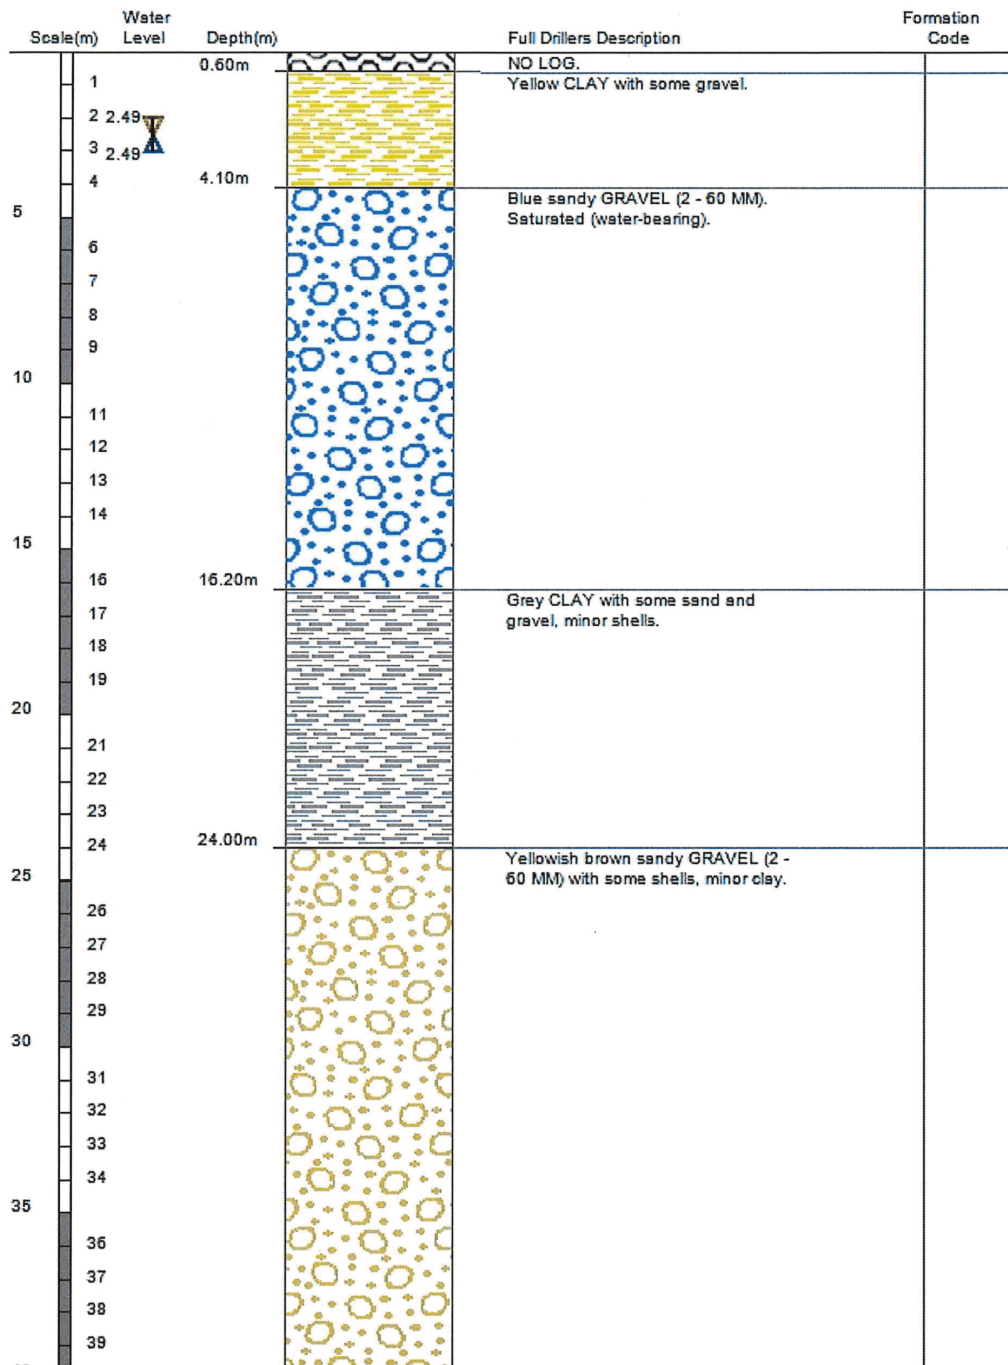 Water Formation
Scale(m) Level Depth(m) Full Drillers Description Code
0.60m NO LOG.
1 Yellow CLAY with some gravel.
2 2.49
3 2.49
4 4.10m
Blue sandy GRAVEL (2 - 60 MM).
5 Saturated (water-bearing).
6
7
8
9
10
11
12
13
14
15
16 16.20m
Grey CLAY with some sand and
17 gravel, minor shells.
18
19
20
21
22
23
24 24.00m
Yellowish brown sandy GRAVEL (2 -
25 60 MM) with some shells, minor clay.
26
27
28
29
30
31
32
33
34
35
36
37
38
39